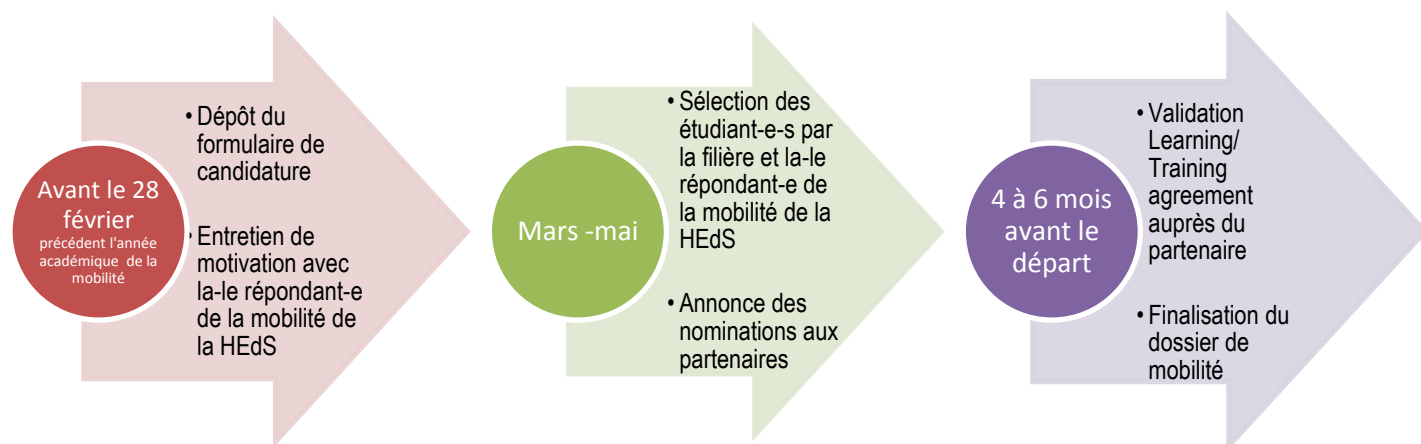 Avant le 28
février
précédent l'année
académique de la
mobilité
• Dépôt du
formulaire de
candidature
• Entretien de
motivation avec
la-le répondant-e
de la mobilité de
la HEdS
Mars -mai
• Sélection des
étudiant-e-s par
la filière et la-le
répondant-e de
la mobilité de la
HEdS
• Annonce des
nominations aux
partenaires
4 à 6 mois
avant le
départ
• Validation
Learning/
Training
agreement
auprès du
partenaire
• Finalisation du
dossier de
mobilité